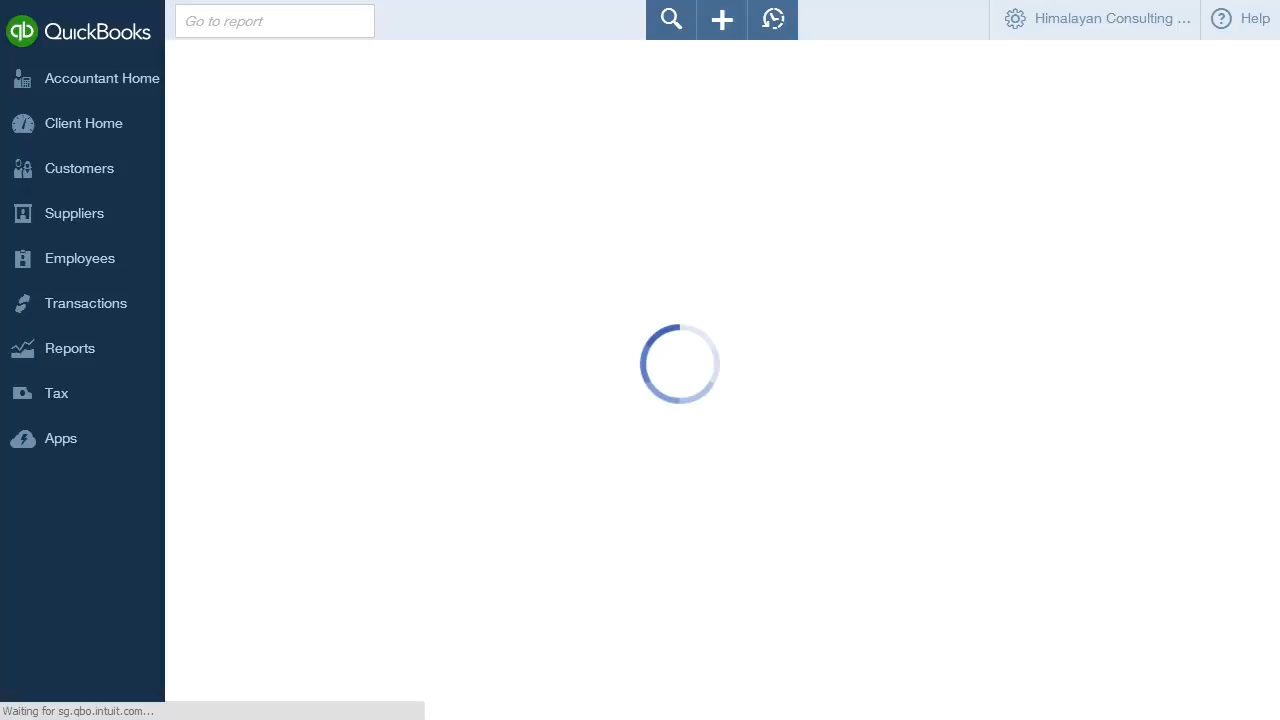 qb QuickBooks
Go to report
Himalayan Consulting ...
? Help
Accountant Home
Client Home
Customers
Suppliers
Employees
Transactions
Reports
Tax
Apps
Waiting for sg.qbo.intuit.com...